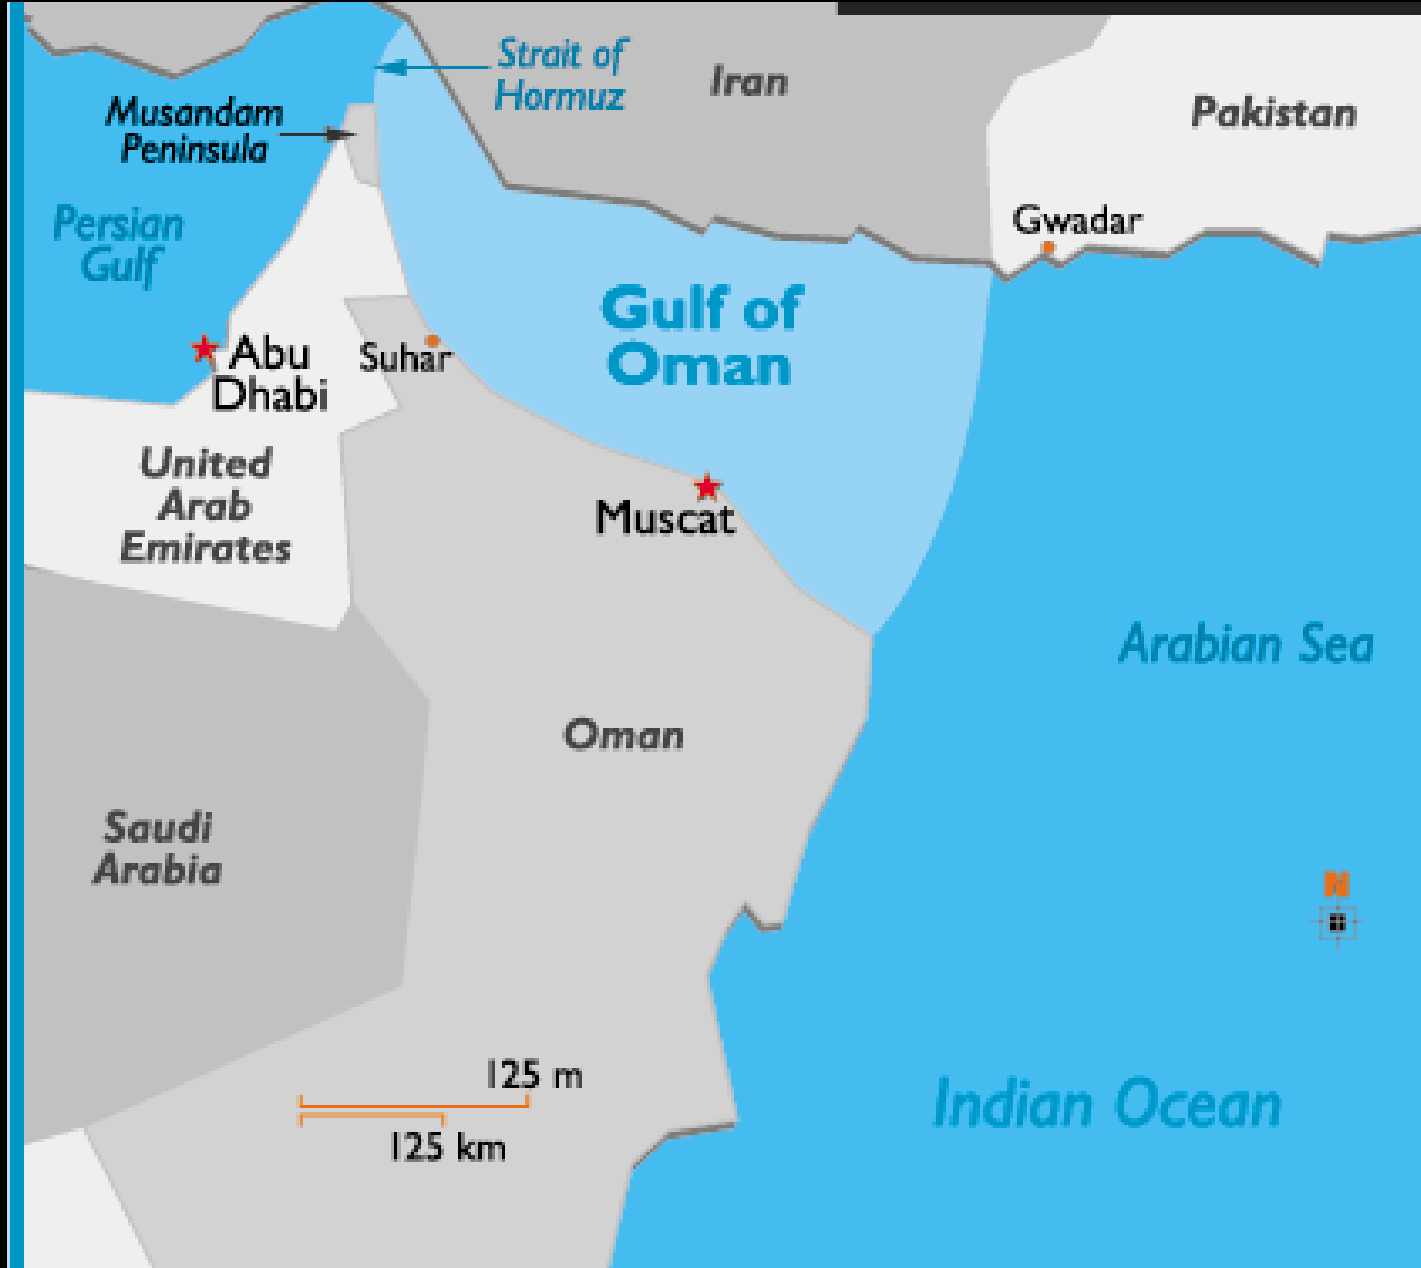 Strait of
Hormuz
Iran
Pakistan
Musandam
Peninsula
Persian
Gulf
Gwadar
Gulf of
Oman
Abu
Dhabi
Suhar
United
Arab
Emirates
Muscat
Arabian Sea
Oman
Saudi
Arabia
N
125 m
125 km
Indian Ocean